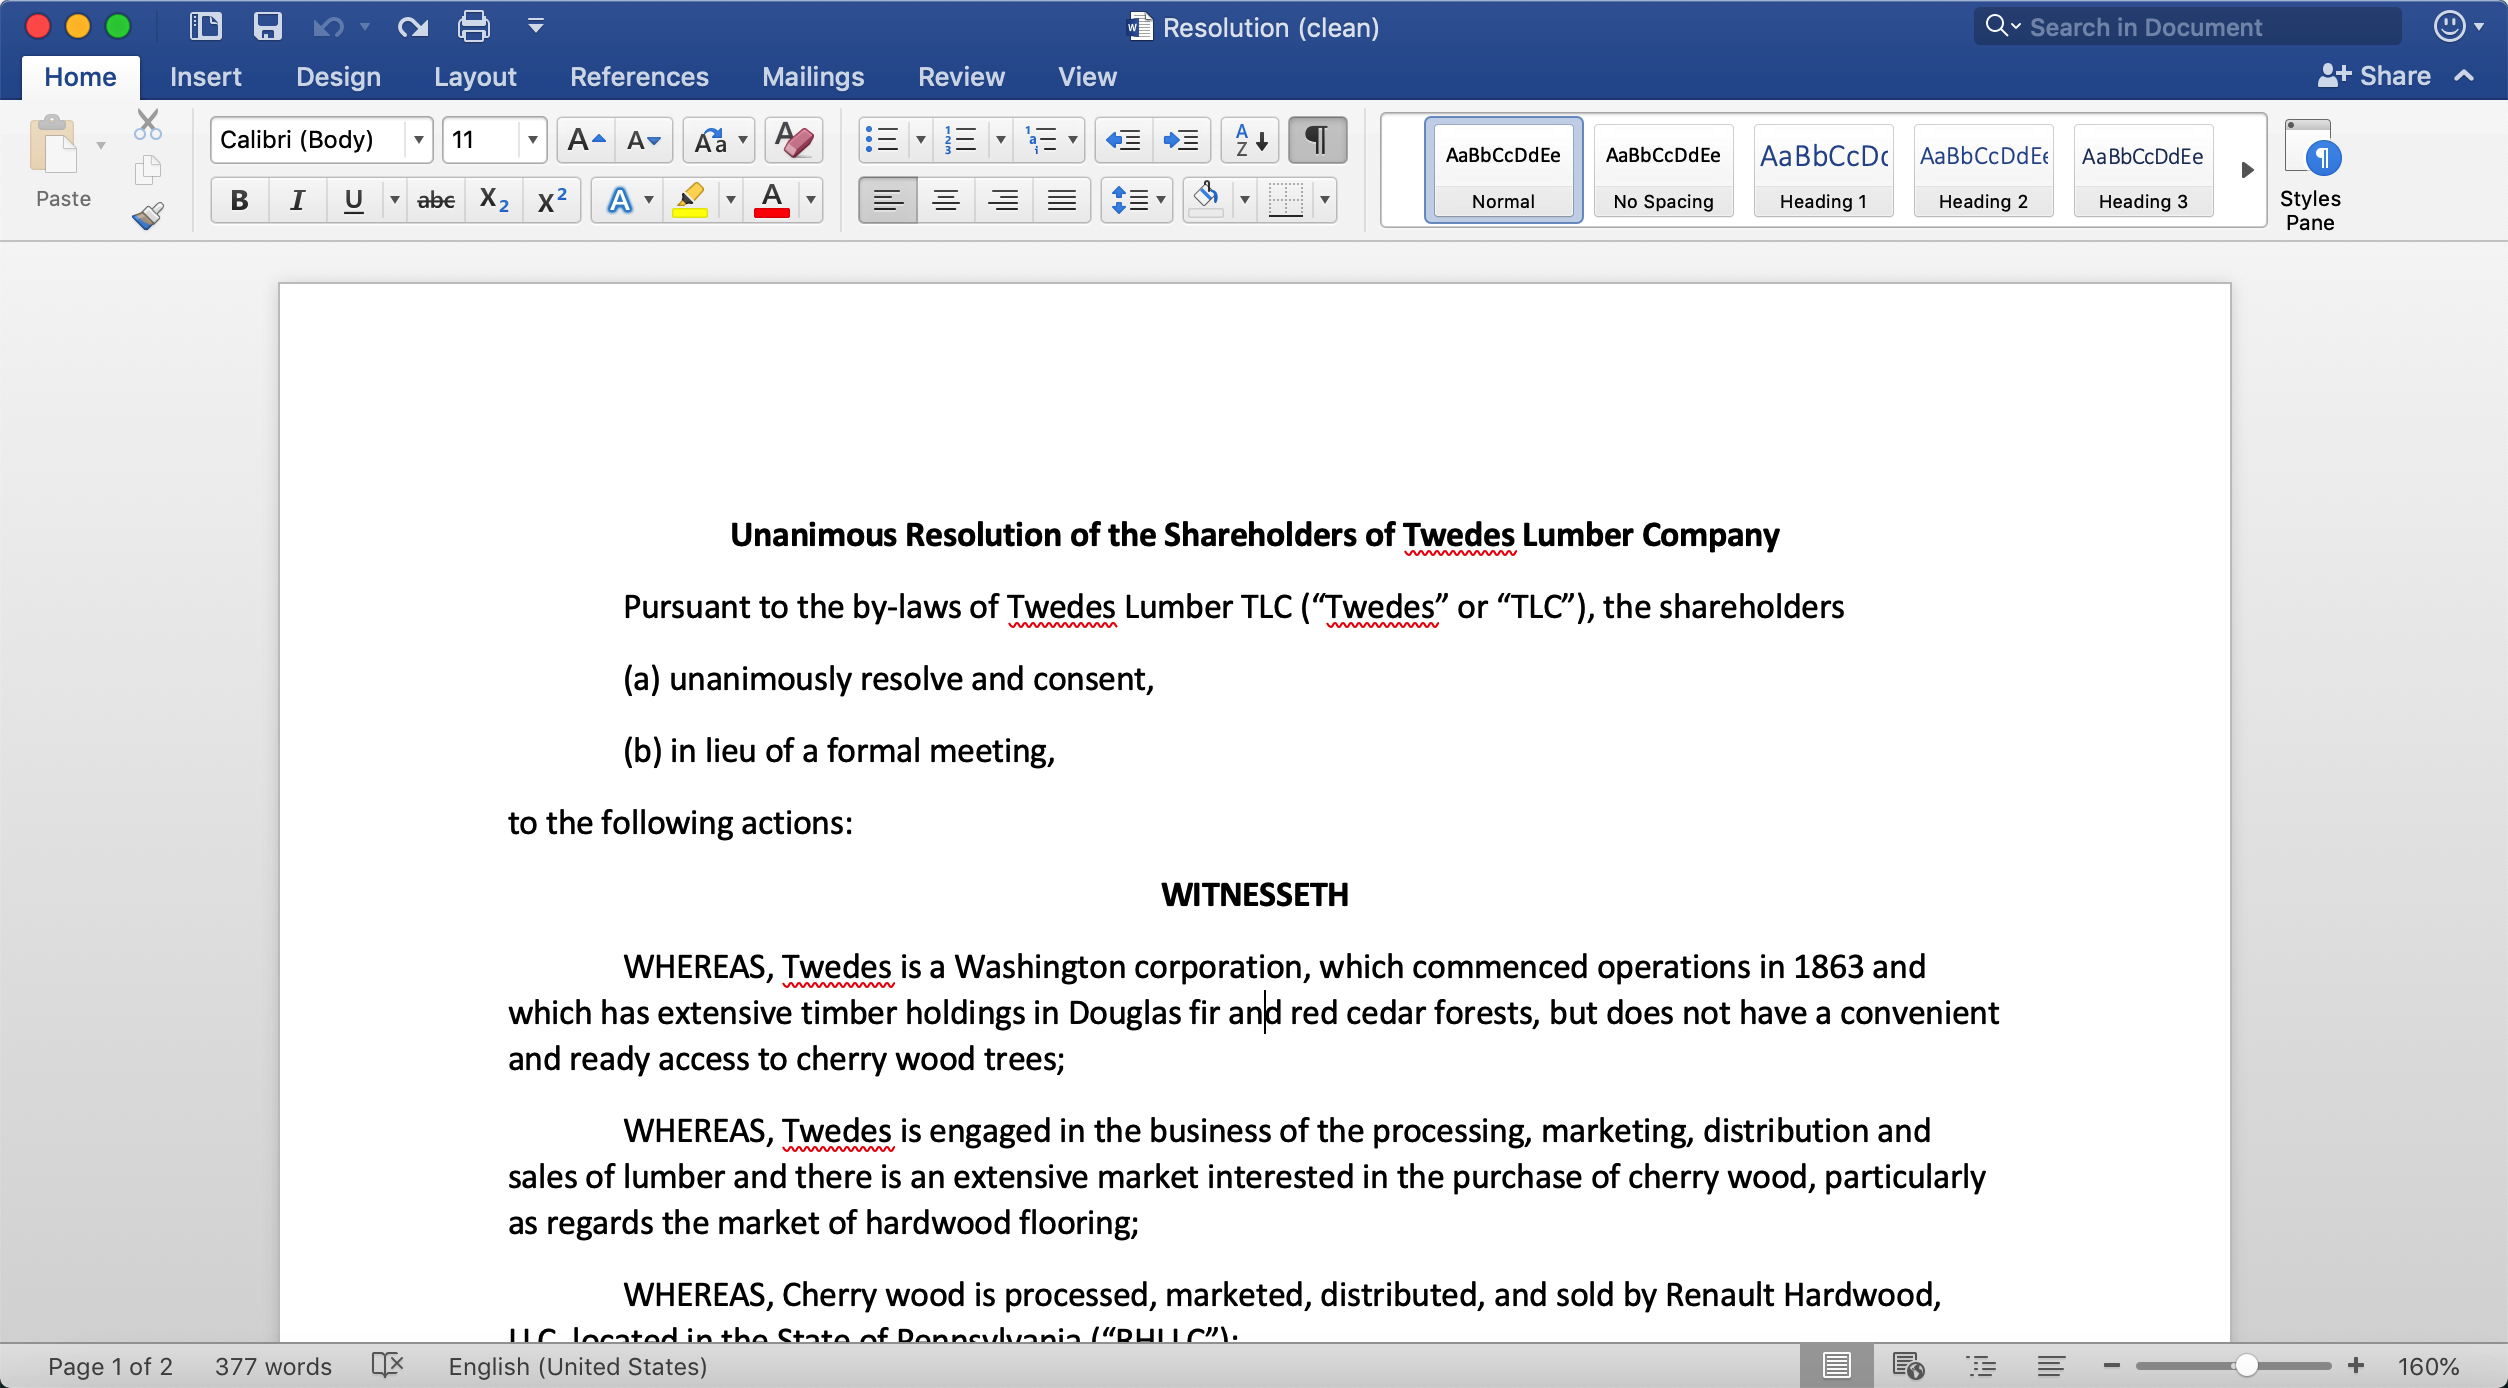 Resolution (clean)
Search in Document
Home Insert Design Layout References Mailings Review View Share
Paste
Calibri (Body) 11
AaBbCcDdEe AaBbCcDdEe AaBbCcDc AaBbCcDdEe AaBbCcDdEe
Normal No Spacing Heading 1 Heading 2 Heading 3
Styles
Pane
Unanimous Resolution of the Shareholders of Twedes Lumber Company
Pursuant to the by-laws of Twedes Lumber TLC (“Twedes” or “TLC”), the shareholders
(a) unanimously resolve and consent,
(b) in lieu of a formal meeting,
to the following actions:
WITNESSETH
WHEREAS, Twedes is a Washington corporation, which commenced operations in 1863 and
which has extensive timber holdings in Douglas fir and red cedar forests, but does not have a convenient
and ready access to cherry wood trees;
WHEREAS, Twedes is engaged in the business of the processing, marketing, distribution and
sales of lumber and there is an extensive market interested in the purchase of cherry wood, particularly
as regards the market of hardwood flooring;
WHEREAS, Cherry wood is processed, marketed, distributed, and sold by Renault Hardwood,
LLC, located in the State of Pennsylvania (“RHLLC”);
Page 1 of 2 377 words English (United States) 160%